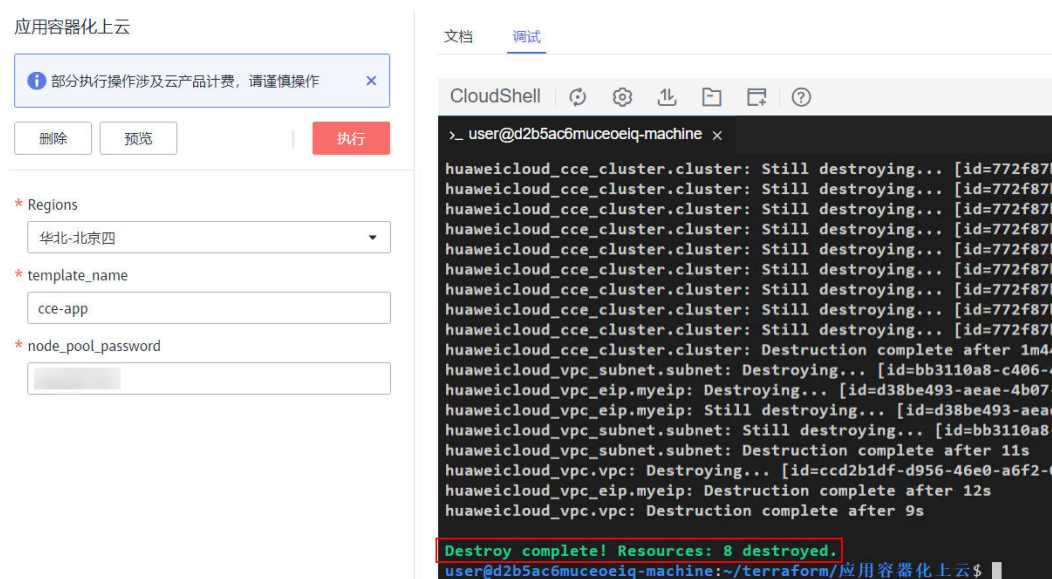 应用容器化上云
部分执行操作涉及云产品计费，请谨慎操作
删除
预览
执行
* Regions
华北-北京四
* template_name
cce-app
* node_pool_password
文档
调试
CloudShell
>_ user@d2b5ac6muceoeiq-machine ×
huaweicloud_cce_cluster.cluster: Still destroying... [id=772f87
huaweicloud_cce_cluster.cluster: Still destroying... [id=772f87
huaweicloud_cce_cluster.cluster: Still destroying... [id=772f87
huaweicloud_cce_cluster.cluster: Still destroying... [id=772f87
huaweicloud_cce_cluster.cluster: Still destroying... [id=772f87
huaweicloud_cce_cluster.cluster: Still destroying... [id=772f87
huaweicloud_cce_cluster.cluster: Still destroying... [id=772f87
huaweicloud_cce_cluster.cluster: Still destroying... [id=772f87
huaweicloud_cce_cluster.cluster: Still destroying... [id=772f87
huaweicloud_cce_cluster.cluster: Destruction complete after 1m4
huaweicloud_vpc_subnet.subnet: Destroying... [id=bb3110a8-c406-
huaweicloud_vpc_eip.myeip: Destroying... [id=d38be493-aeae-4b07-
huaweicloud_vpc_eip.myeip: Still destroying... [id=d38be493-aea
huaweicloud_vpc_subnet.subnet: Still destroying... [id=bb3110a8-
huaweicloud_vpc_subnet.subnet: Destruction complete after 11s
huaweicloud_vpc.vpc: Destroying... [id=ccd2b1df-d956-46e0-a6f2-
huaweicloud_vpc_eip.myeip: Destruction complete after 12s
huaweicloud_vpc.vpc: Destruction complete after 9s
Destroy complete! Resources: 8 destroyed.
user@d2b5ac6muceoeiq-machine:~/terraform/应用容器化上云$